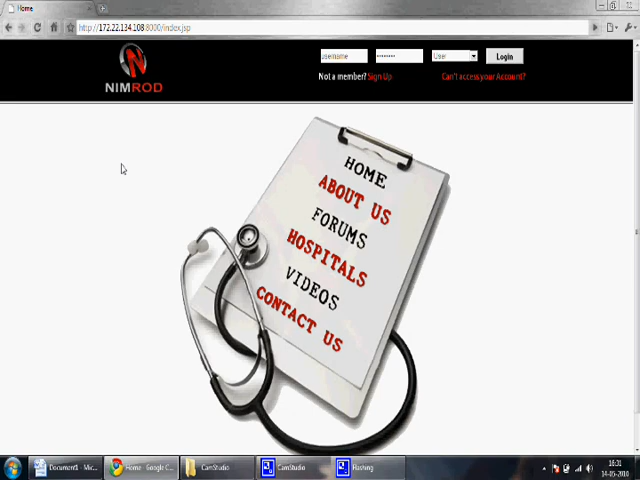 Home
http://172.22.134.108:8000/index.jsp
NIMROD
username
User
Login
Not a member? Sign Up
Can't access your Account?
HOME
ABOUT US
FORUMS
HOSPITALS
VIDEOS
CONTACT US
Document1 - Mic...
Home - Google C...
CamStudio
CamStudio
Flashing
16:31
14-05-2010